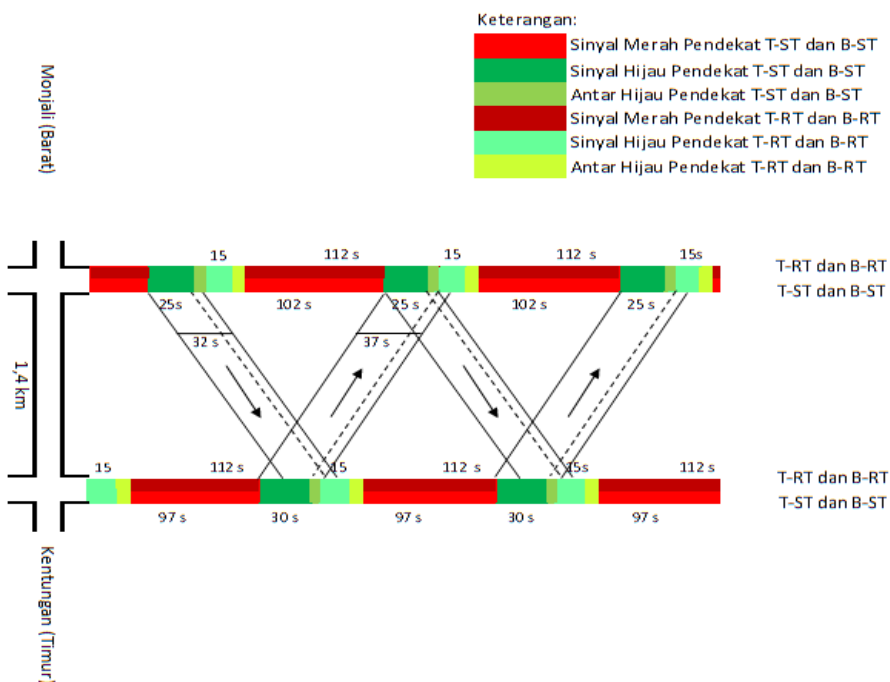 Keterangan:
Sinyal Merah Pendekat T-ST dan B-ST
Sinyal Hijau Pendekat T-ST dan B-ST
Antar Hijau Pendekat T-ST dan B-ST
Sinyal Merah Pendekat T-RT dan B-RT
Sinyal Hijau Pendekat T-RT dan B-RT
Antar Hijau Pendekat T-RT dan B-RT
Monjali (Barat)
15 112 s 15 112 s 15s
T-RT dan B-RT
T-ST dan B-ST
25s 102 s 25 s 102 s 25 s
32 s 37 s
1,4 km
15 112 s 15 112 s 15s 112 s
T-RT dan B-RT
T-ST dan B-ST
97 s 30 s 97 s 30 s 97 s
Kentungan (Timur)